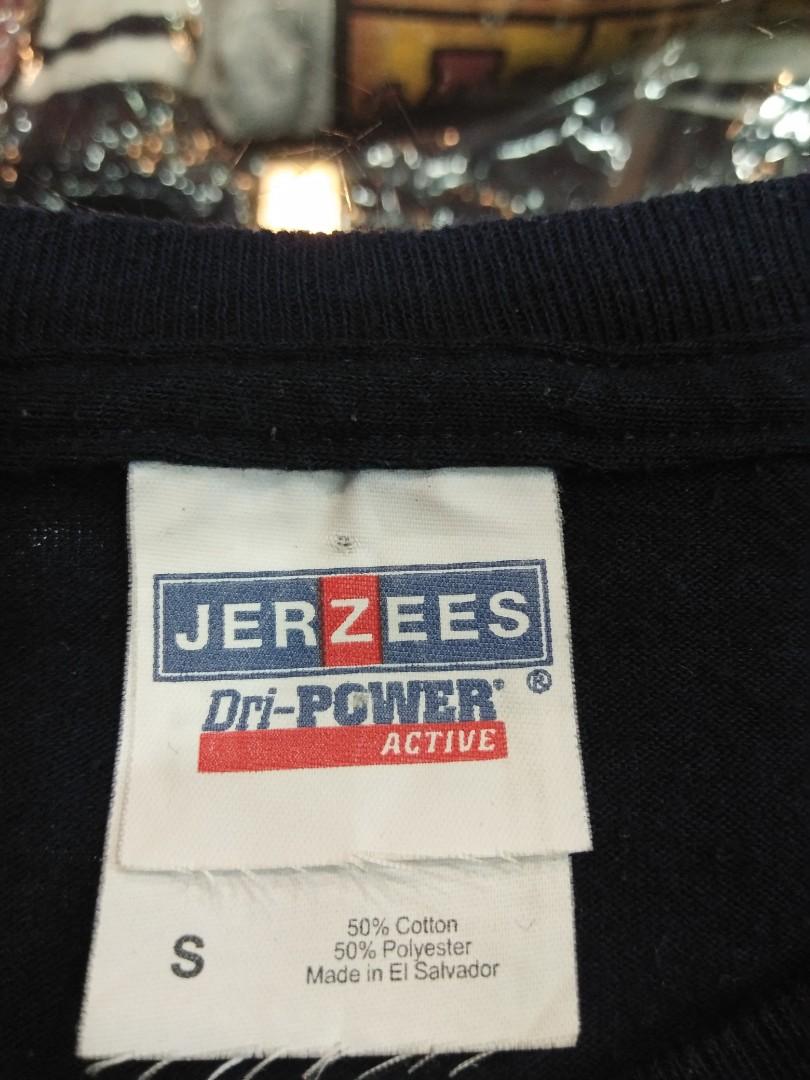 JERZEES
®
Dri-POWER
ACTIVE
S
50% Cotton
50% Polyester
Made in El Salvador